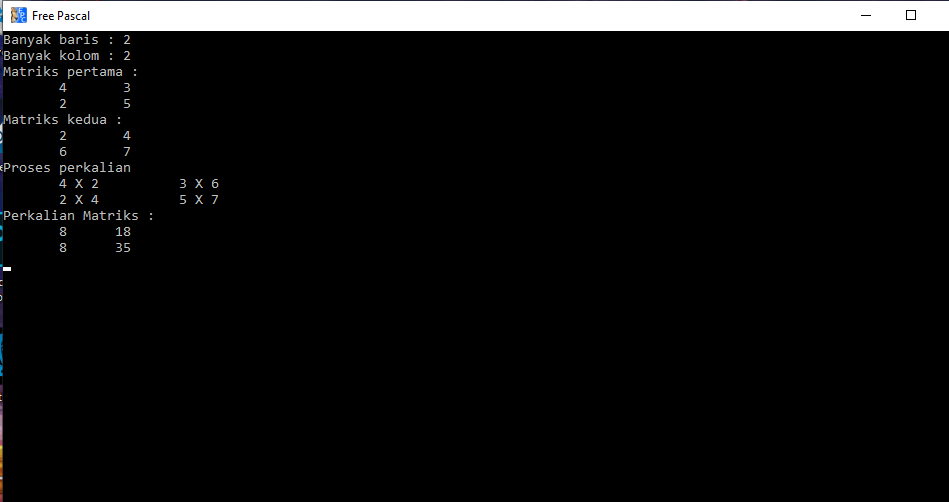 Free Pascal
Banyak baris : 2
Banyak kolom : 2
Matriks pertama :
4 3
2 5
Matriks kedua :
2 4
6 7
Proses perkalian
4 X 2 3 X 6
2 X 4 5 X 7
Perkalian Matriks :
8 18
8 35